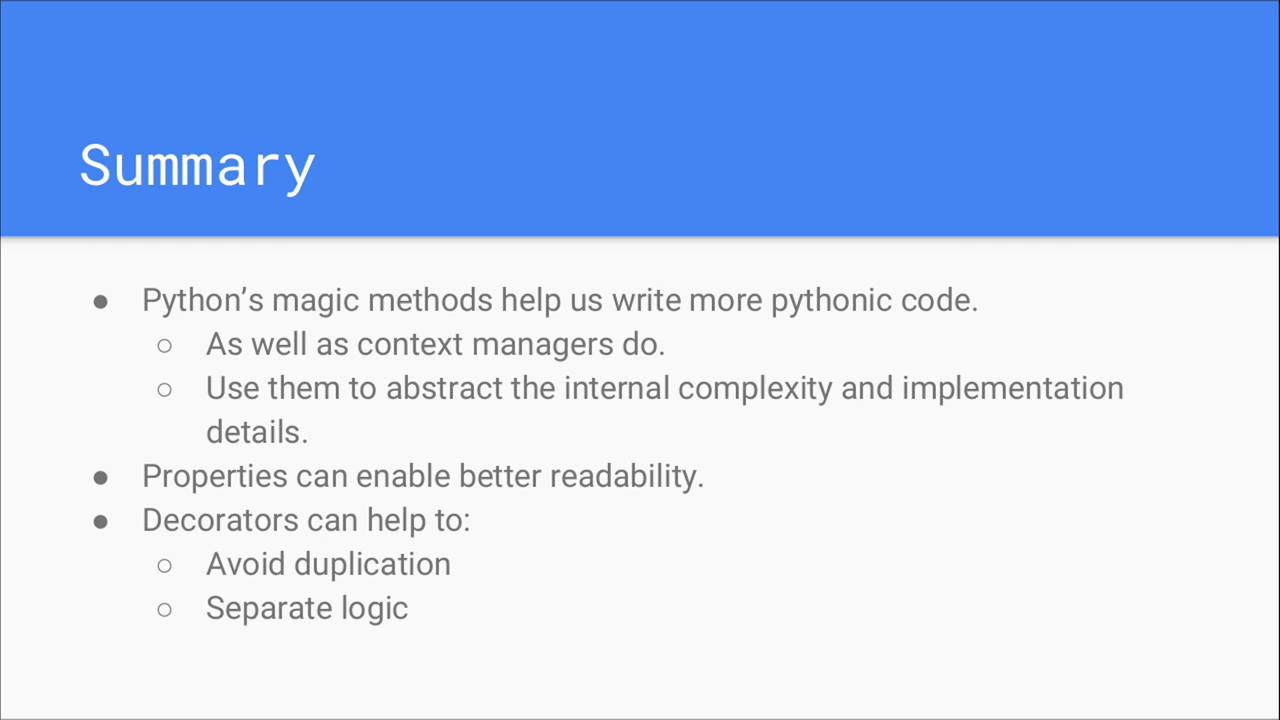 Summary
● Python’s magic methods help us write more pythonic code.
○ As well as context managers do.
○ Use them to abstract the internal complexity and implementation
details.
● Properties can enable better readability.
● Decorators can help to:
○ Avoid duplication
○ Separate logic